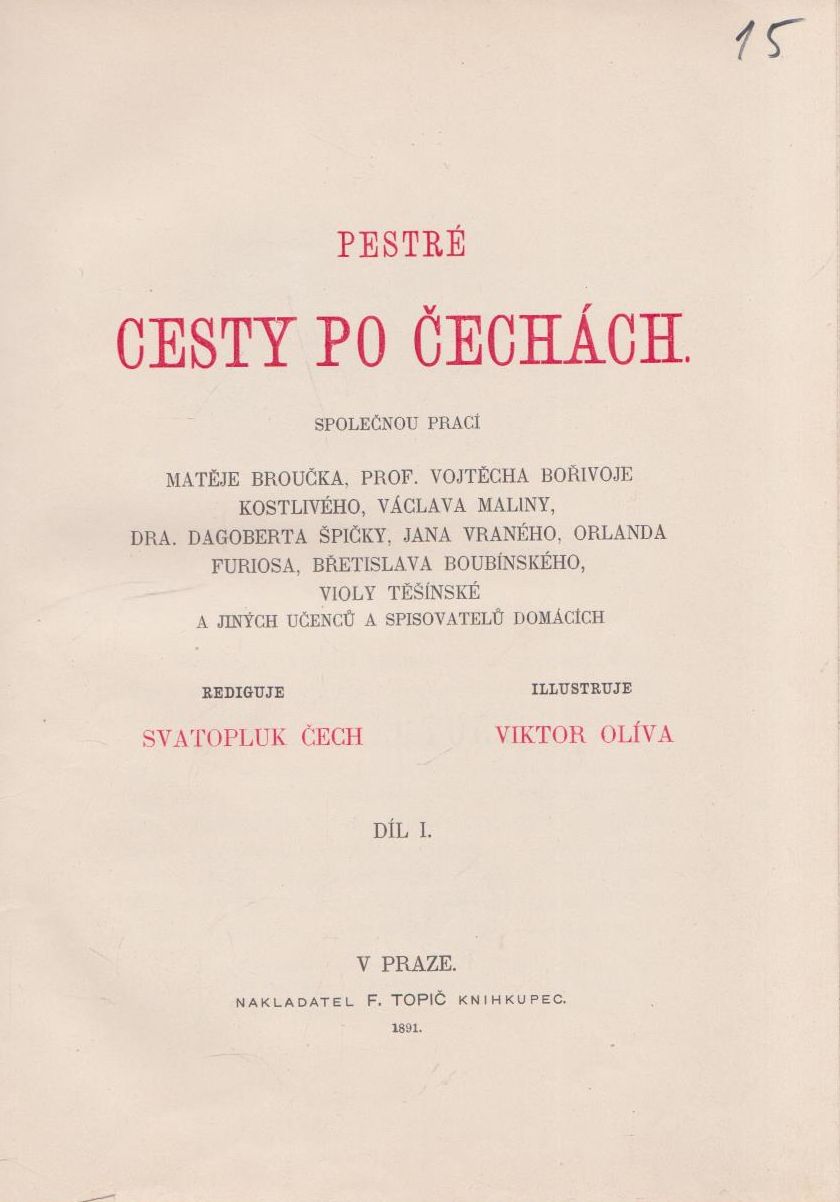 15
PESTRÉ
CESTY PO ČECHÁCH.
SPOLEČNOU PRACÍ
MATĚJE BROUČKA, PROF. VOJTĚCHA BOŘIVOJE
KOSTLIVÉHO, VÁCLAVA MALINY,
DRA. DAGOBERTA ŠPIČKY, JANA VRANÉHO, ORLANDA
FURIOSA, BŘETISLAVA BOUBÍNSKÉHO,
VIOLY TĚŠÍNSKÉ
A JINÝCH UČENCŮ A SPISOVATELŮ DOMÁCÍCH
REDIGUJE
SVATOPLUK ČECH
ILLUSTRUJE
VIKTOR OLÍVA
DÍL I.
V PRAZE.
NAKLADATEL F. TOPIČ KNIHKUPEC.
1891.